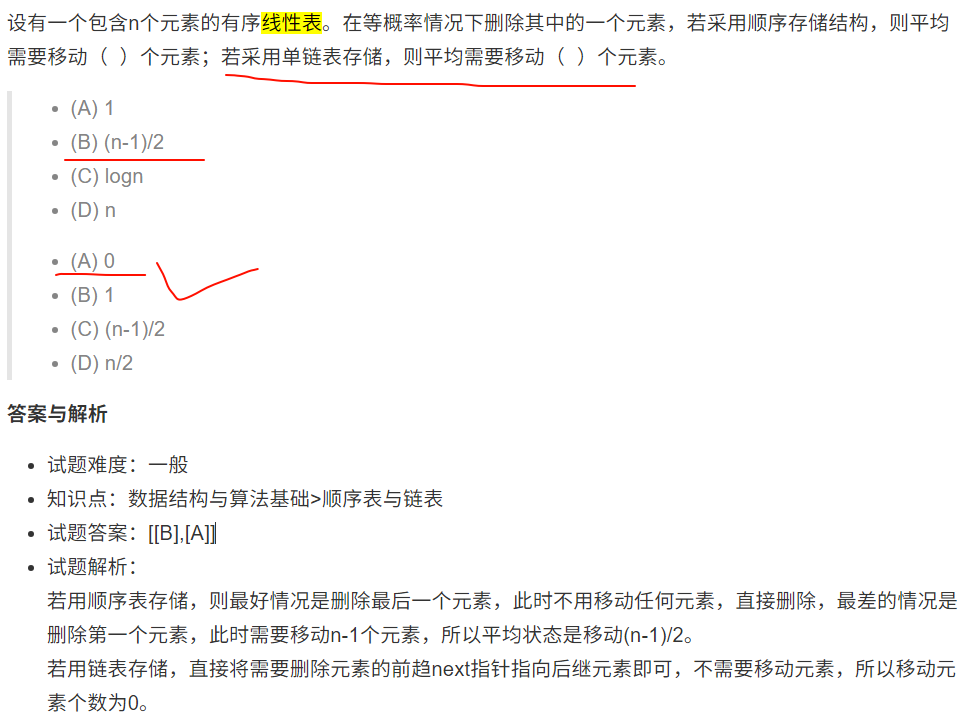 设有一个包含n个元素的有序线性表。在等概率情况下删除其中的一个元素，若采用顺序存储结构，则平均
需要移动（ ）个元素；若采用单链表存储，则平均需要移动（ ）个元素。
(A) 1
(B) (n-1)/2
(C) logn
(D) n
(A) 0
(B) 1
(C) (n-1)/2
(D) n/2
答案与解析
试题难度：一般
知识点：数据结构与算法基础>顺序表与链表
试题答案：[[B],[A]]
试题解析：
若用顺序表存储，则最好情况是删除最后一个元素，此时不用移动任何元素，直接删除，最差的情况是
删除第一个元素，此时需要移动n-1个元素，所以平均状态是移动(n-1)/2。
若用链表存储，直接将需要删除元素的前趋next指针指向后继元素即可，不需要移动元素，所以移动元
素个数为0。